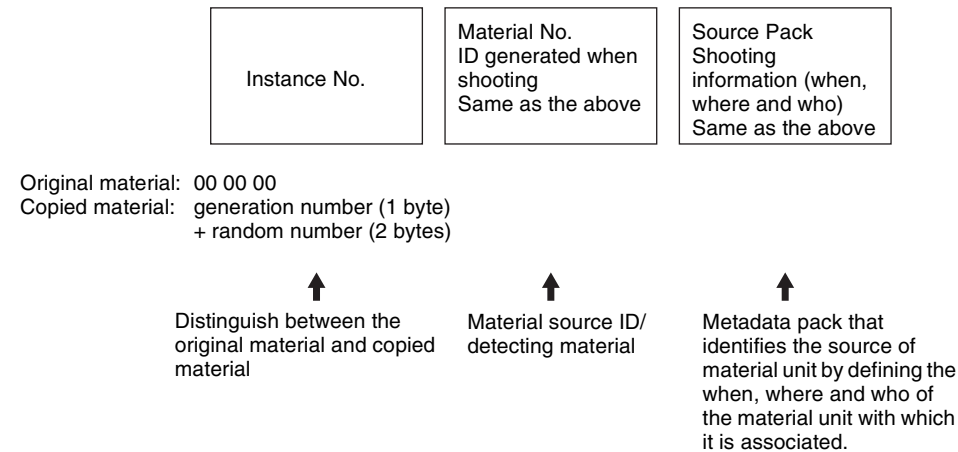 Instance No.
Material No.
ID generated when
shooting
Same as the above
Source Pack
Shooting
information (when,
where and who)
Same as the above
Original material: 00 00 00
Copied material: generation number (1 byte)
+ random number (2 bytes)
Distinguish between the
original material and copied
material
Material source ID/
detecting material
Metadata pack that
identifies the source of
material unit by defining the
when, where and who of
the material unit with which
it is associated.